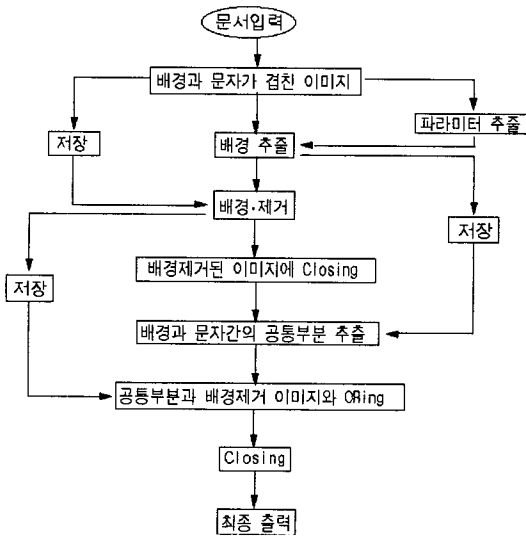 문서입력
배경과 문자가 겹친 이미지
파라미터 추출
저장
배경 추출
배경·제거
저장
배경제거된 이미지에 Closing
저장
배경과 문자간의 공통부분 추출
공통부분과 배경제거 이미지와 ORing
Closing
최종 출력